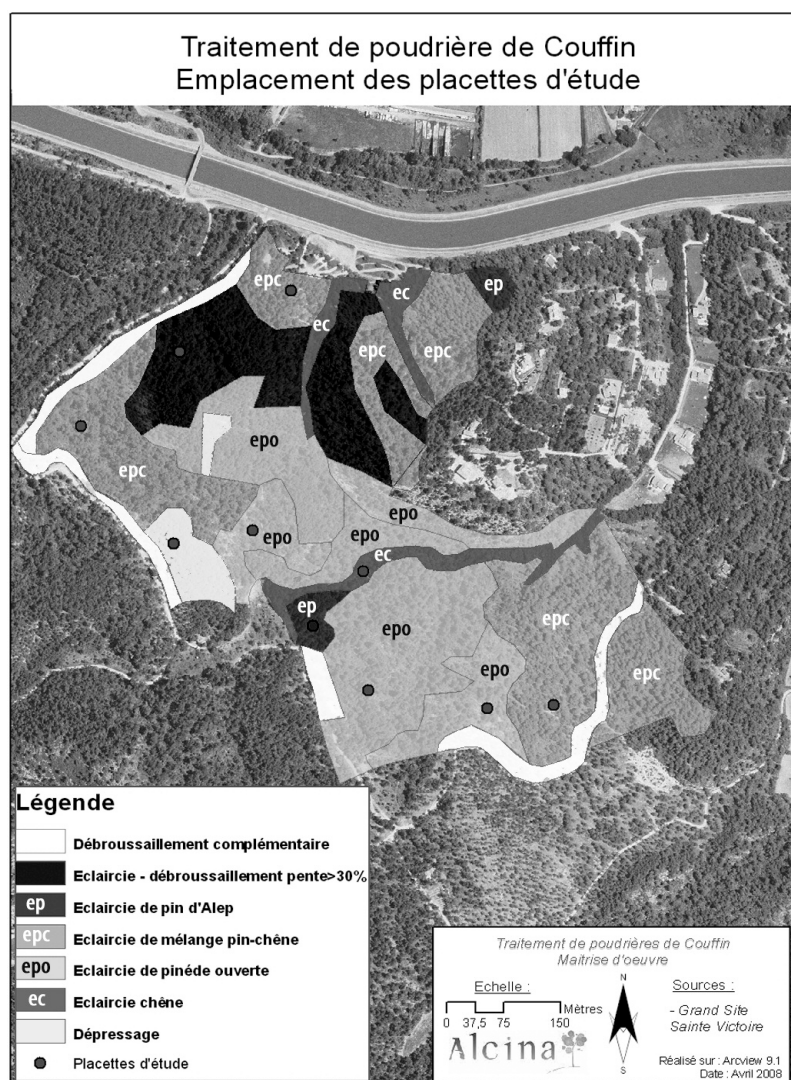 Traitement de poudrière de Couffin
Emplacement des placettes d'étude
epc
ec
ec
ep
epc
epc
epo
epc
epo
epo
epo
ec
ep
epo
epc
epo
epc
Légende
Débroussaillement complémentaire
Eclaircie - débroussaillement pente>30%
ep Eclaircie de pin d'Alep
epc Eclaircie de mélange pin-chêne
epo Eclaircie de pinéde ouverte
ec Eclaircie chêne
Dépressage
Placettes d'étude
Traitement de poudrières de Couffin
Maitrise d'oeuvre
Echelle :
Mètres
0 37,5 75 150
Alcina
N
S
Sources :
- Grand Site
Sainte Victoire
Réalisé sur : Arcview 9.1
Date : Avril 2008